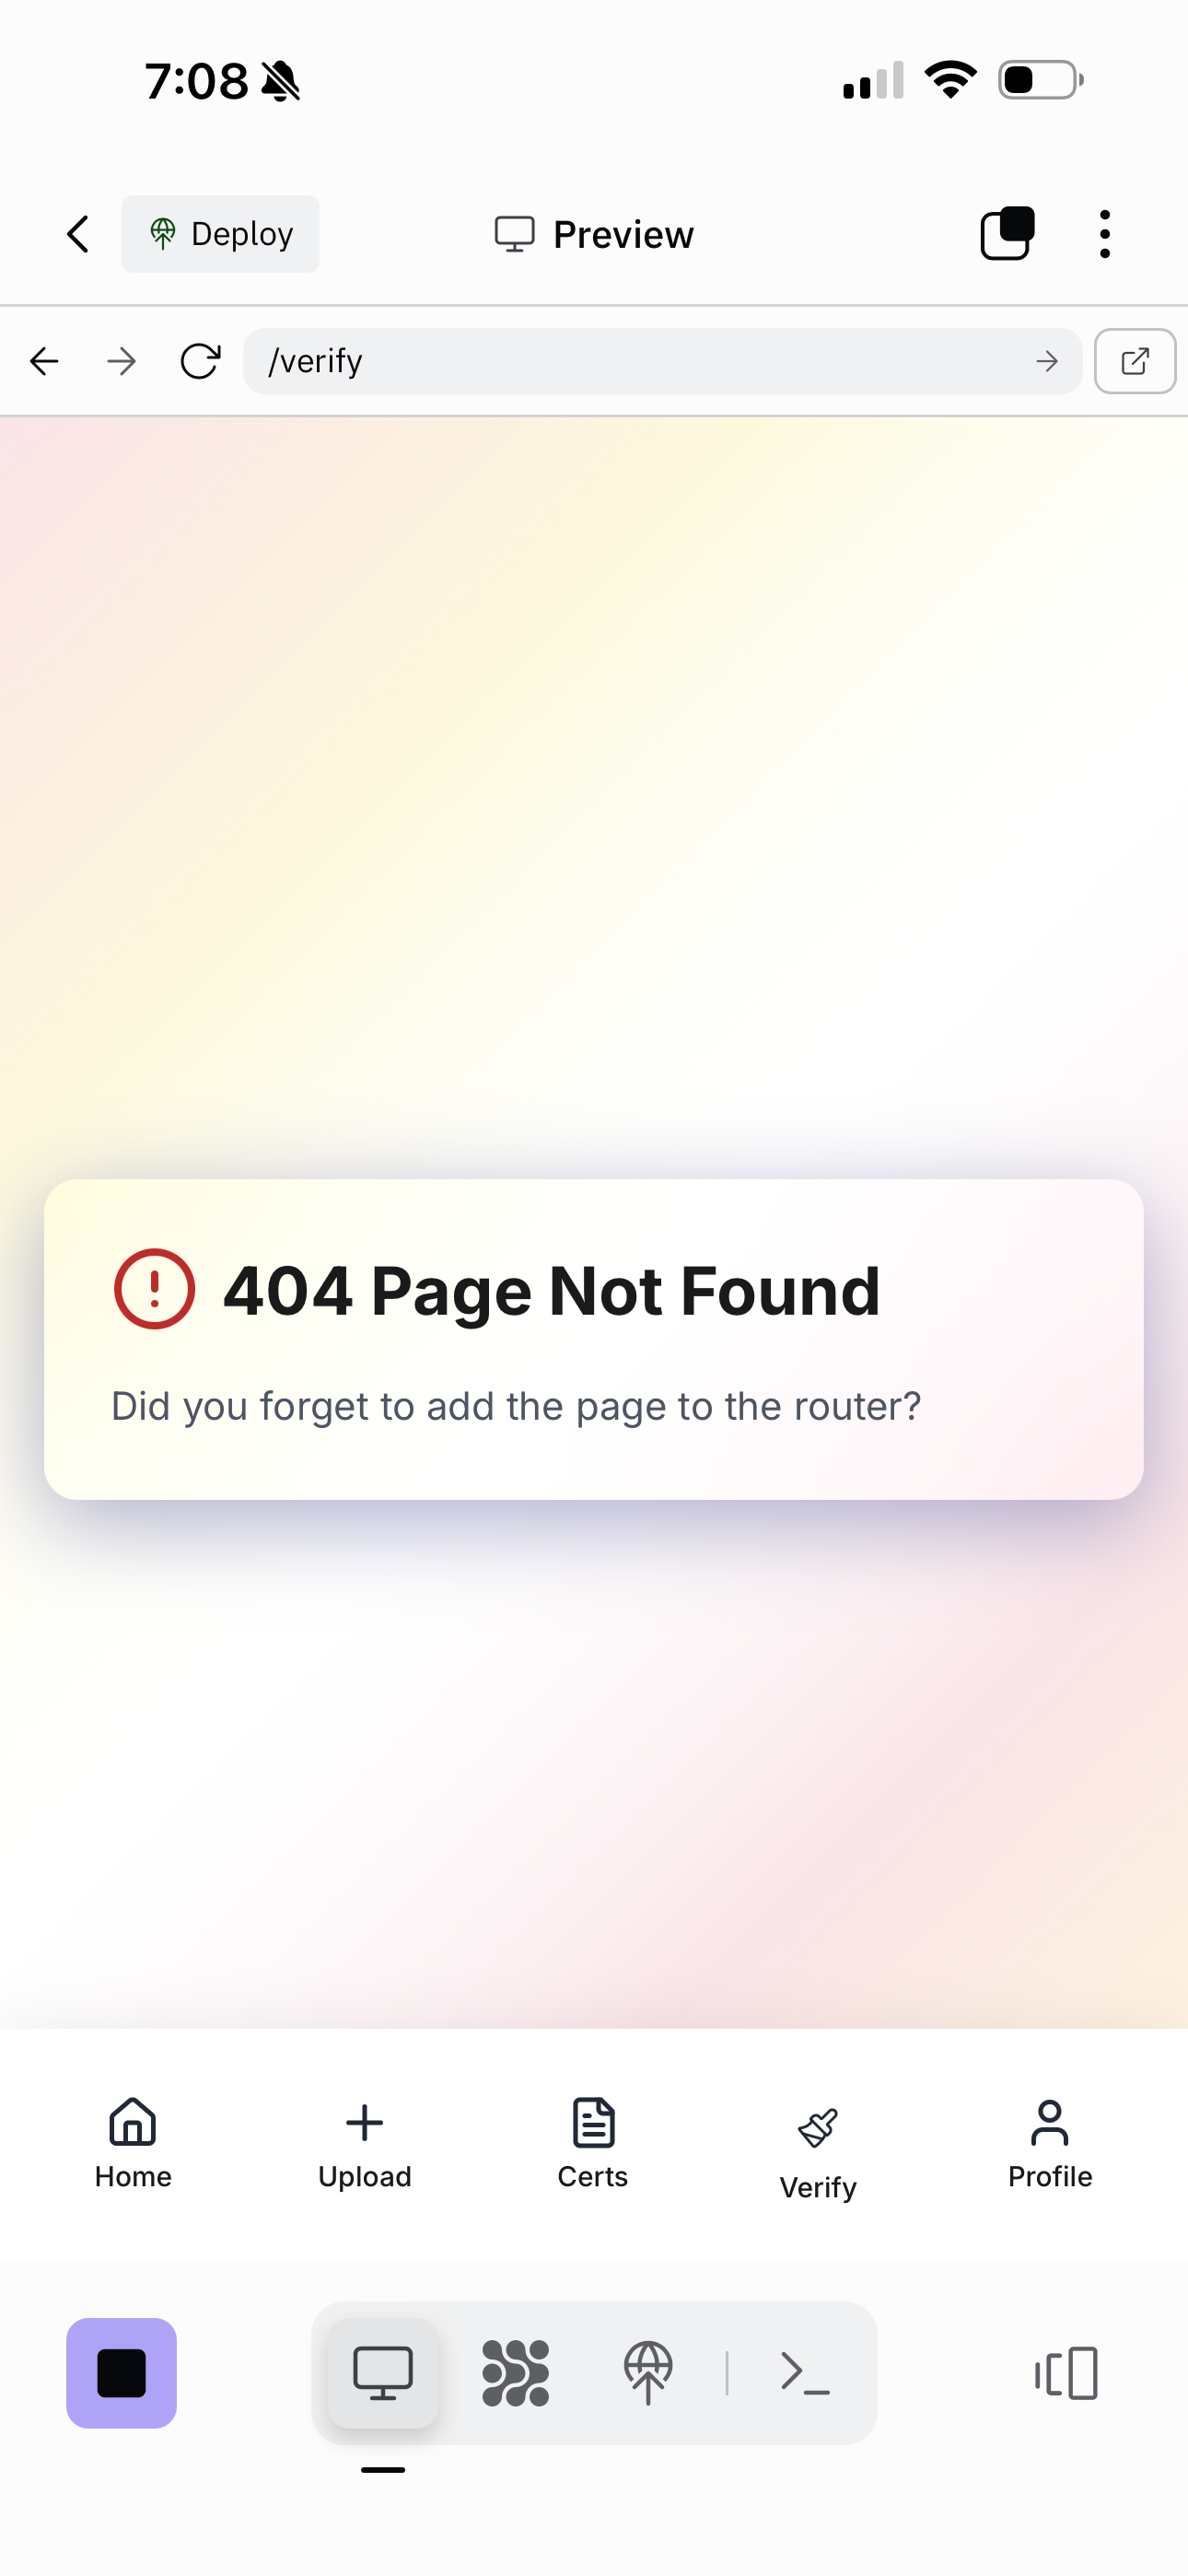 7:08
Deploy
Preview
/verify
404 Page Not Found
Did you forget to add the page to the router?
Home
Upload
Certs
Verify
Profile